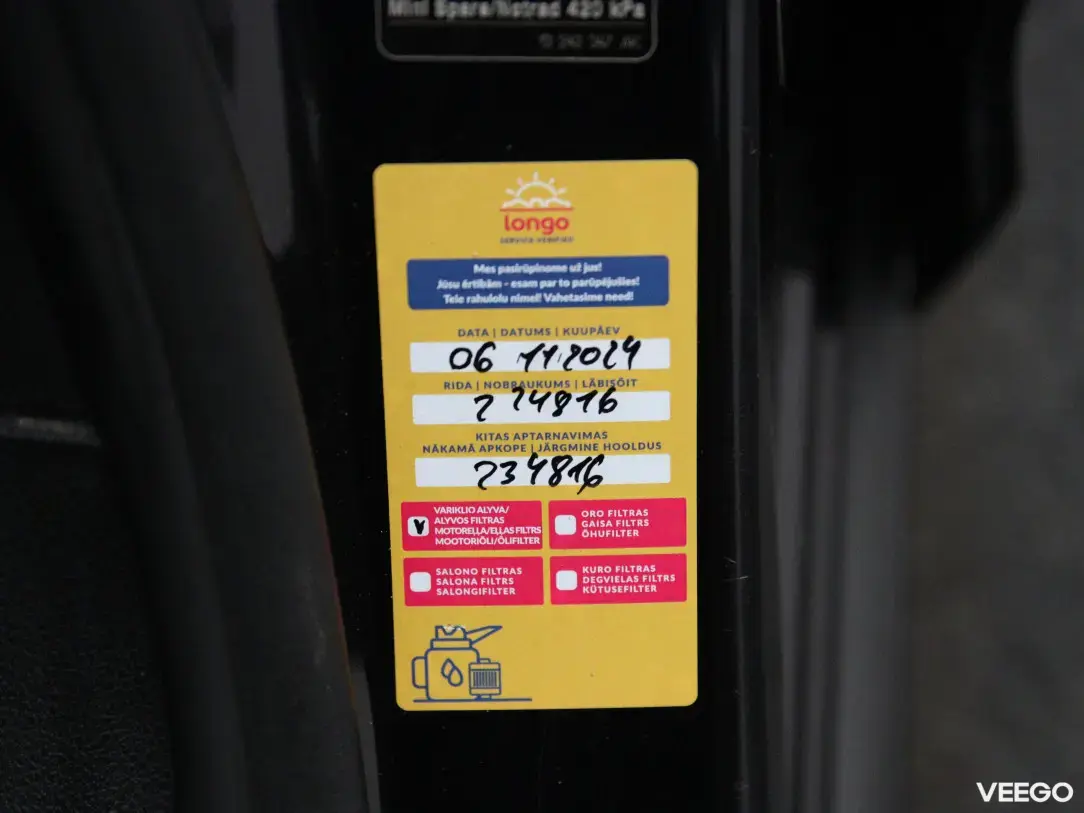 Mini Spare/Notrad 420 kPa
longo
SERVICE VERIFIED
Mes pasirūpinome už jus!
Jūsu ērtībām - esam par to parūpējušies!
Teie rahulolu nimel! Vahetasime need!
DATA | DATUMS | KUUPÄEV
06 11.2024
RIDA | NOBRAUKUMS | LÄBISÕIT
224816
KITAS APTARNAVIMAS
NĀKAMĀ APKOPE | JÄRGMINE HOOLDUS
234816
V
VARIKLIO ALYVA/
ALYVOS FILTRAS
MOTOREĻĻA/EĻĻAS FILTRS
MOOTORIÕLI/ÕLIFILTER
ORO FILTRAS
GAISA FILTRS
ÕHUFILTER
SALONO FILTRAS
SALONA FILTRS
SALONGIFILTER
KURO FILTRAS
DEGVIELAS FILTRS
KÜTUSEFILTER
VEEGO